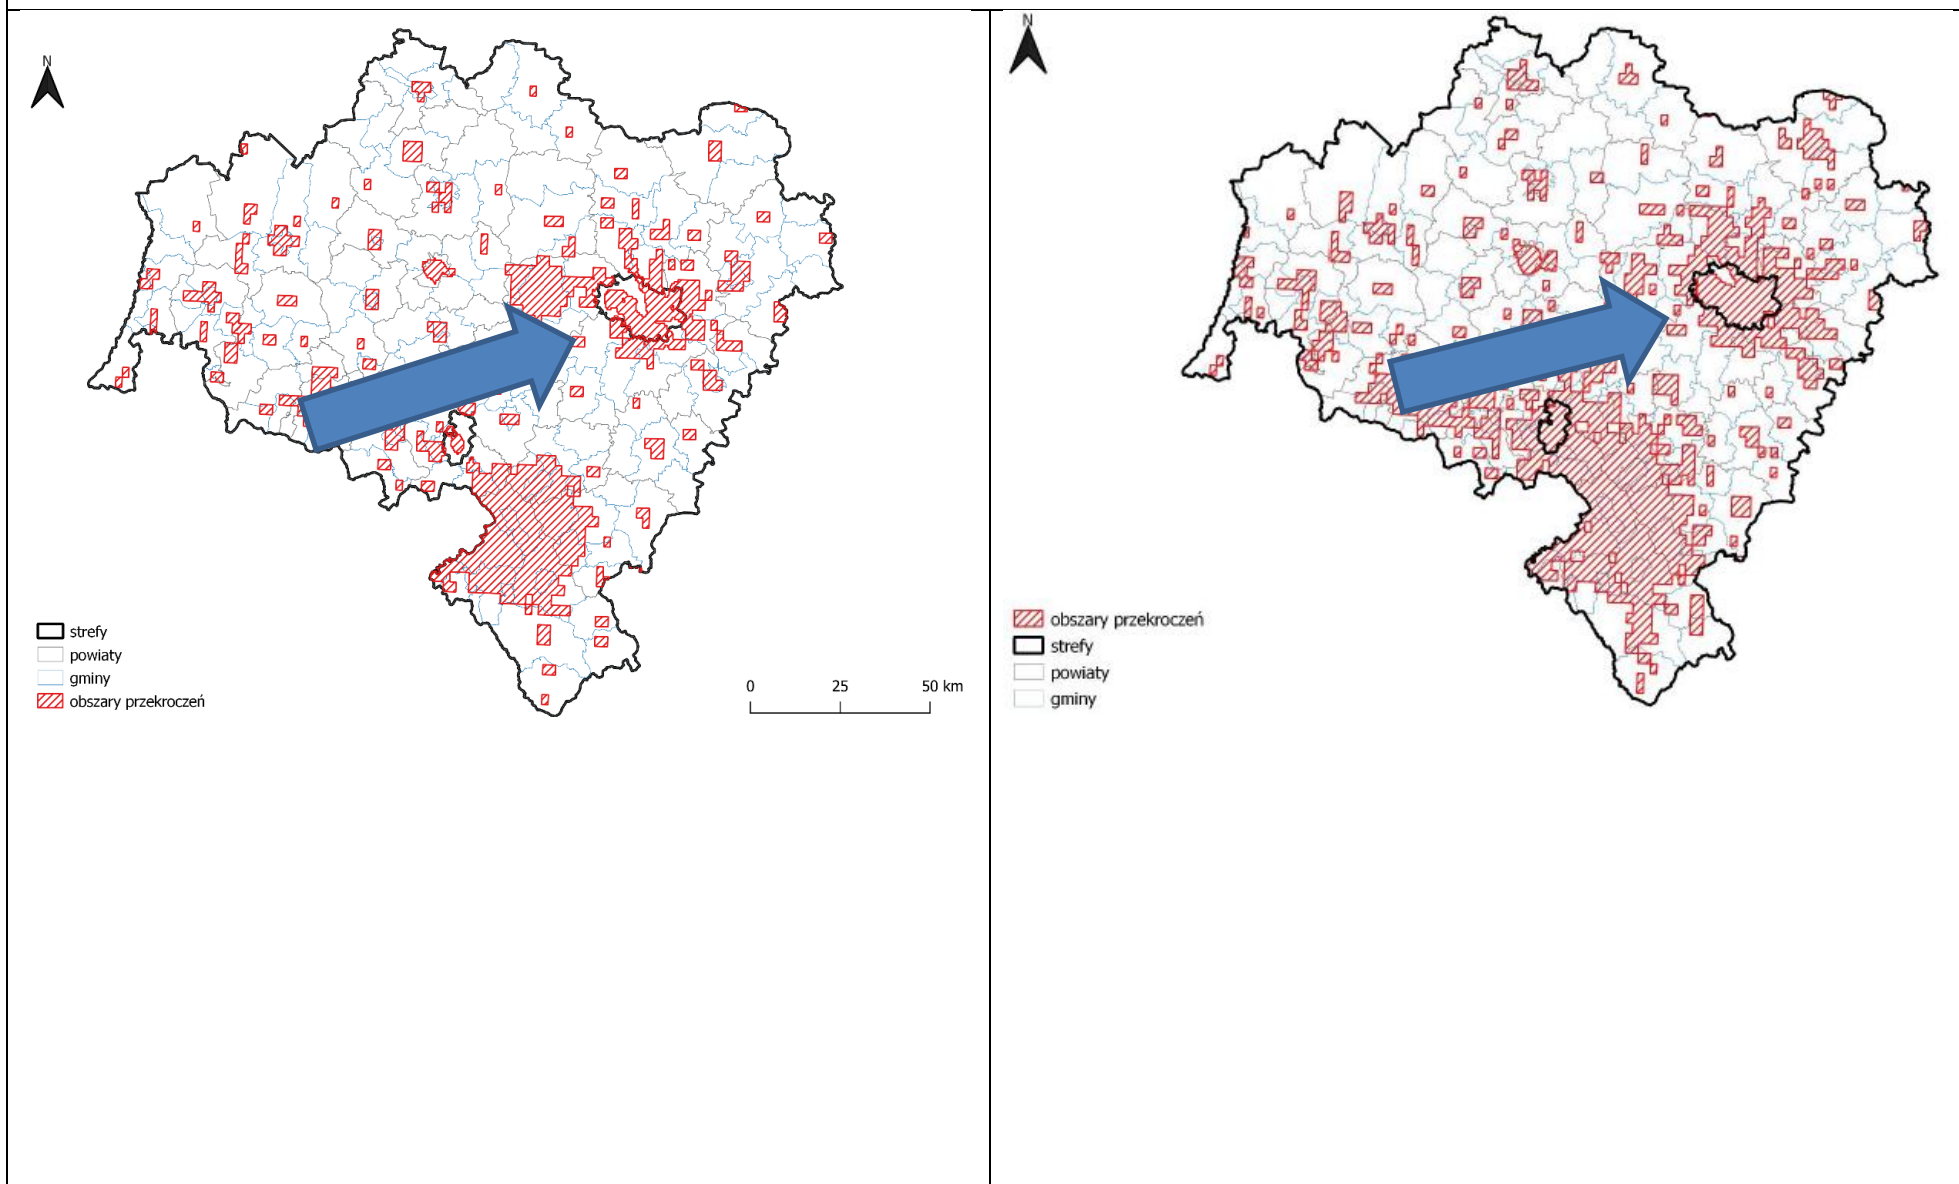 N
strefy
powiaty
gminy
obszary przekroczeń
0 25 50 km
N
obszary przekroczeń
strefy
powiaty
gminy